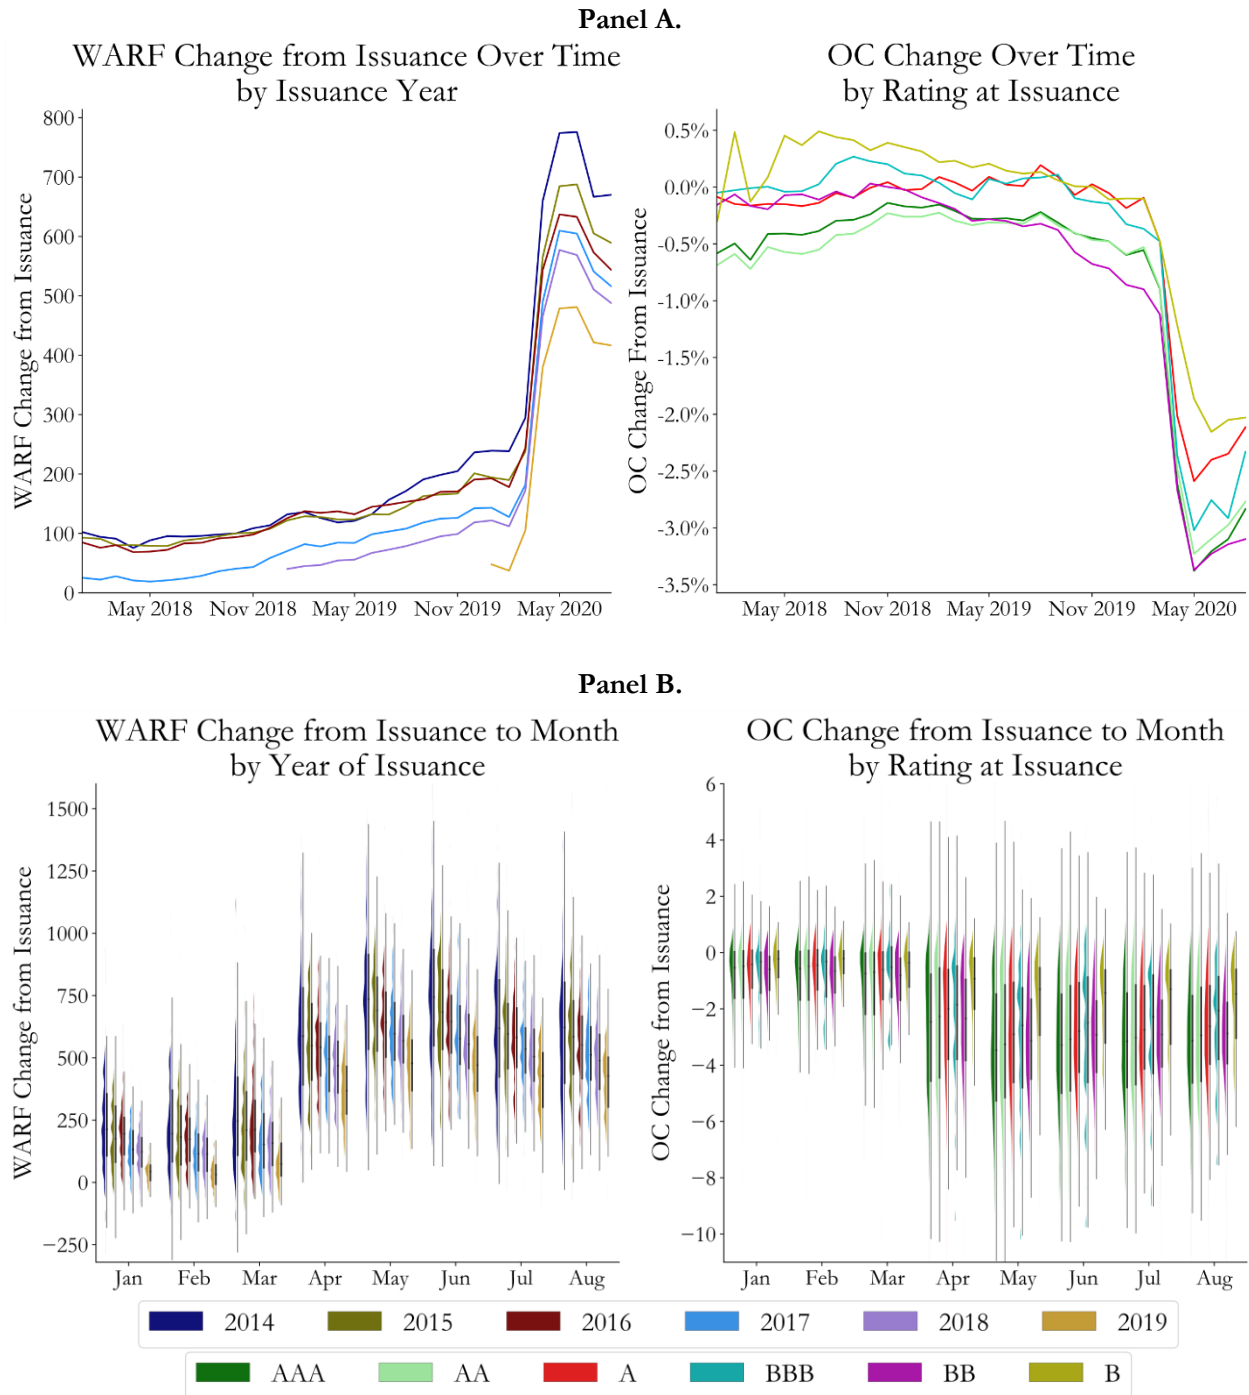 Panel A.
WARF Change from Issuance Over Time
by Issuance Year
OC Change Over Time
by Rating at Issuance
WARF Change from Issuance
800
700
600
500
400
300
200
100
0
May 2018 Nov 2018 May 2019 Nov 2019 May 2020
OC Change From Issuance
0.5%
0.0%
-0.5%
-1.0%
-1.5%
-2.0%
-2.5%
-3.0%
-3.5%
May 2018 Nov 2018 May 2019 Nov 2019 May 2020
Panel B.
WARF Change from Issuance to Month
by Year of Issuance
OC Change from Issuance to Month
by Rating at Issuance
WARF Change from Issuance
1500
1250
1000
750
500
250
0
−250
Jan Feb Mar Apr May Jun Jul Aug
OC Change from Issuance
6
4
2
0
−2
−4
−6
−8
−10
Jan Feb Mar Apr May Jun Jul Aug
2014 2015 2016 2017 2018 2019
AAA AA A BBB BB B